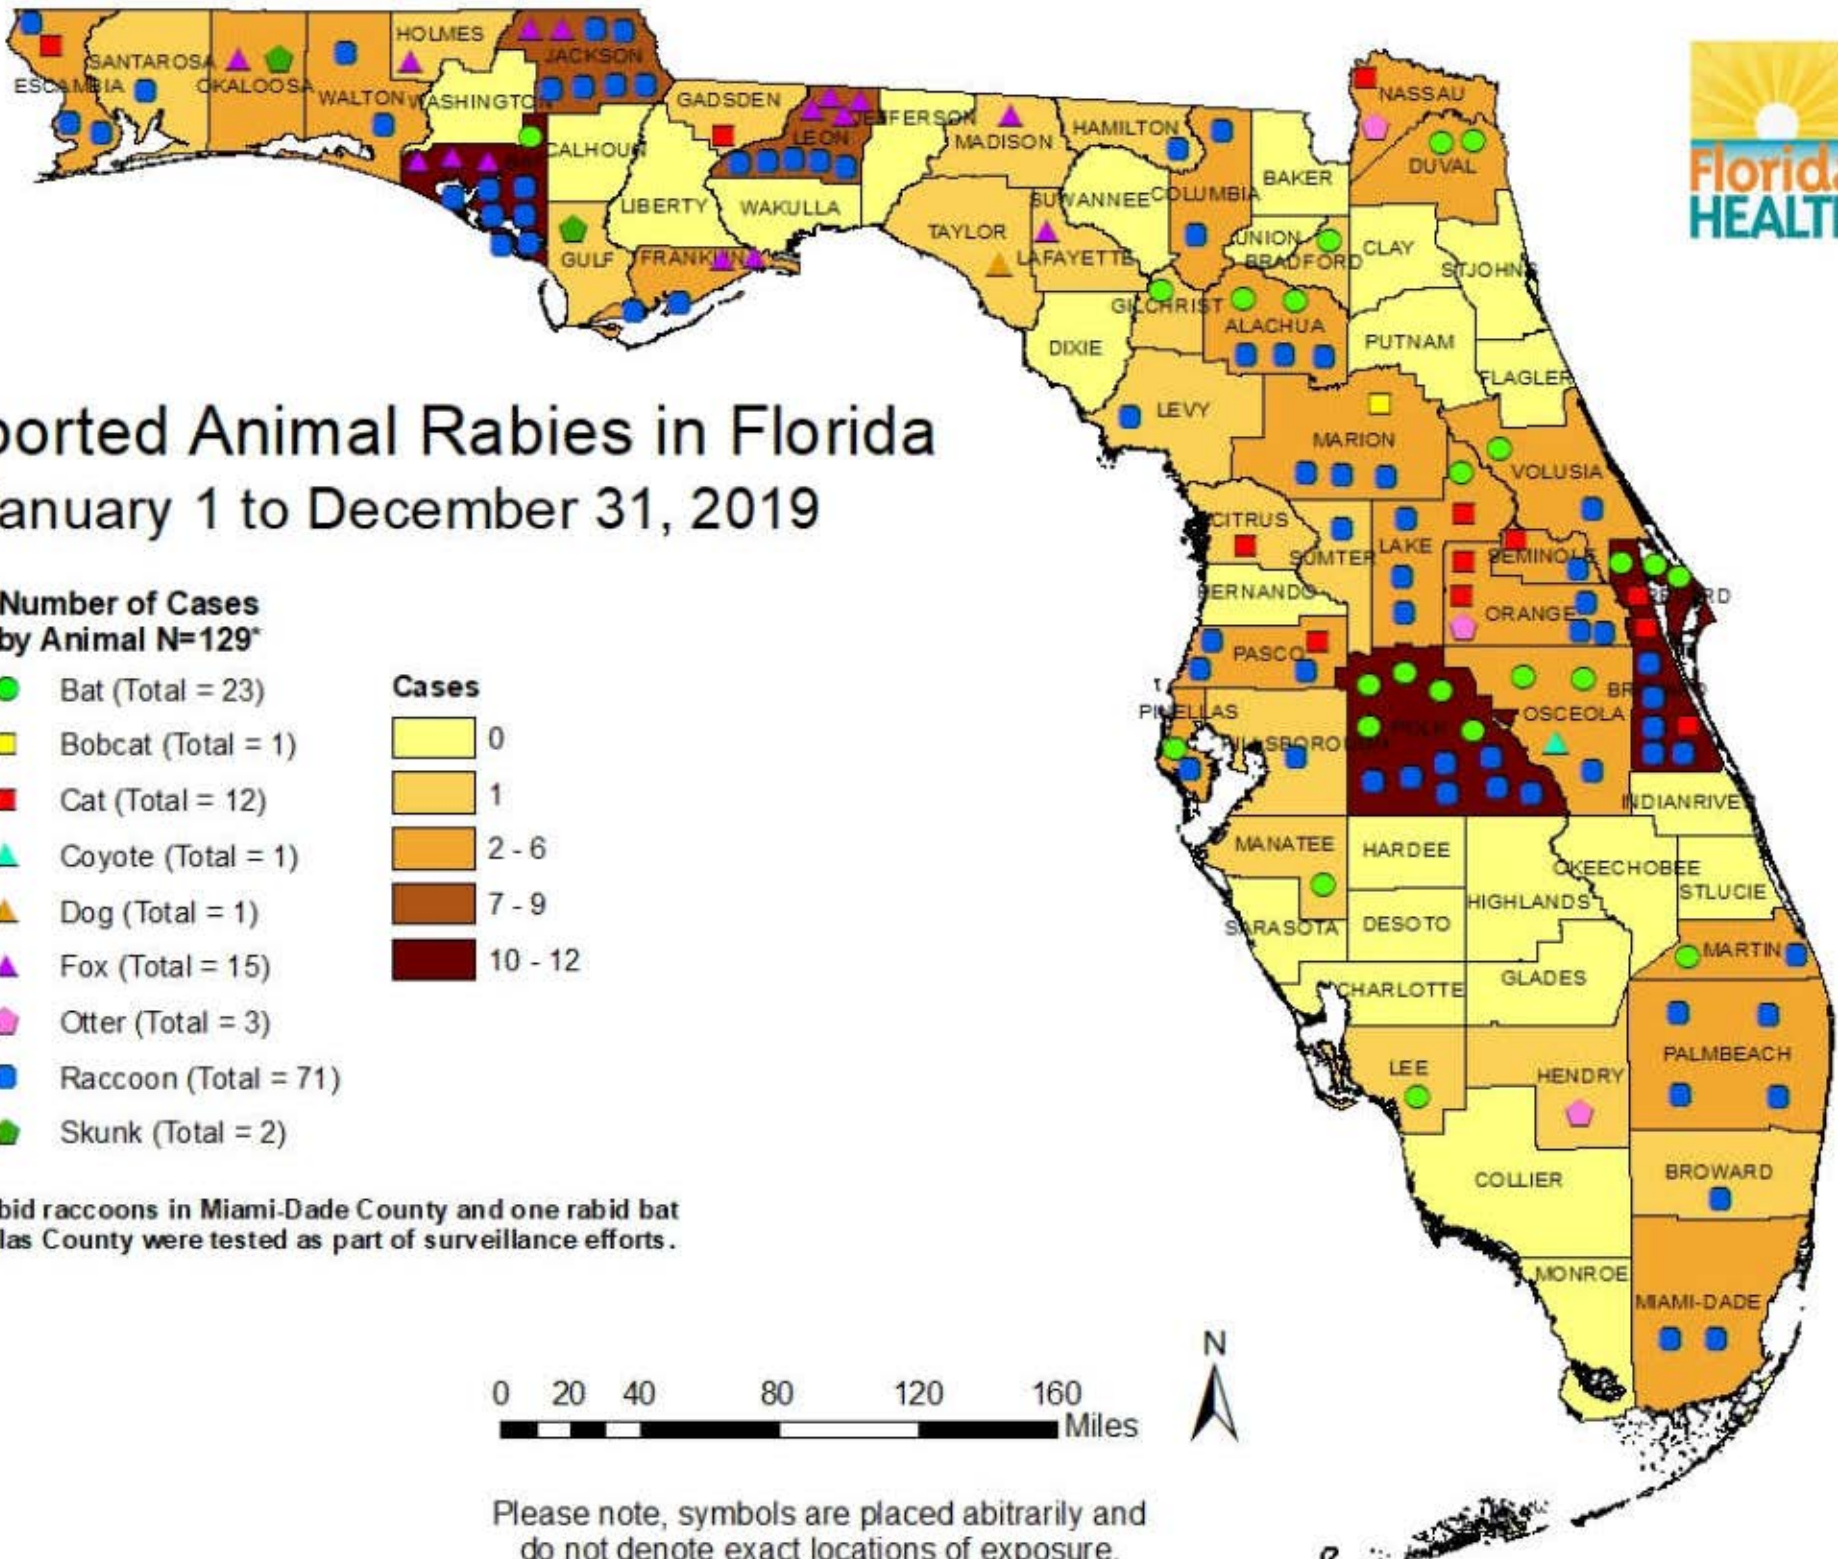 ported Animal Rabies in Florida
anuary 1 to December 31, 2019
Number of Cases
by Animal N=129*
Bat (Total = 23)
Bobcat (Total = 1)
Cat (Total = 12)
Coyote (Total = 1)
Dog (Total = 1)
Fox (Total = 15)
Otter (Total = 3)
Raccoon (Total = 71)
Skunk (Total = 2)
Cases
0
1
2 - 6
7 - 9
10 - 12
bid raccoons in Miami-Dade County and one rabid bat
las County were tested as part of surveillance efforts.
0 20 40 80 120 160
Miles
N
Please note, symbols are placed abitrarily and
do not denote exact locations of exposure.
Florida
HEALTH
ESCAMBIA
SANTAROSA
OKALOOSA
WALTON
HOLMES
WASHINGTON
JACKSON
CALHOUN
GULF
LIBERTY
GADSDEN
FRANKLIN
LEON
WAKULLA
JEFFERSON
MADISON
TAYLOR
HAMILTON
SUWANNEE
LAFAYETTE
DIXIE
COLUMBIA
GILCHRIST
BAKER
UNION
BRADFORD
ALACHUA
LEVY
NASSAU
DUVAL
CLAY
STJOHNS
PUTNAM
FLAGLER
MARION
VOLUSIA
CITRUS
SUMTER
LAKE
SEMINOLE
HERNANDO
ORANGE
PASCO
PINELLAS
HILLSBOROUGH
POLK
OSCEOLA
BREVARD
INDIANRIVER
MANATEE
HARDEE
OKEECHOBEE
STLUCIE
HIGHLANDS
SARASOTA
DESOTO
MARTIN
CHARLOTTE
GLADES
LEE
HENDRY
PALMBEACH
COLLIER
BROWARD
MONROE
MIAMI-DADE